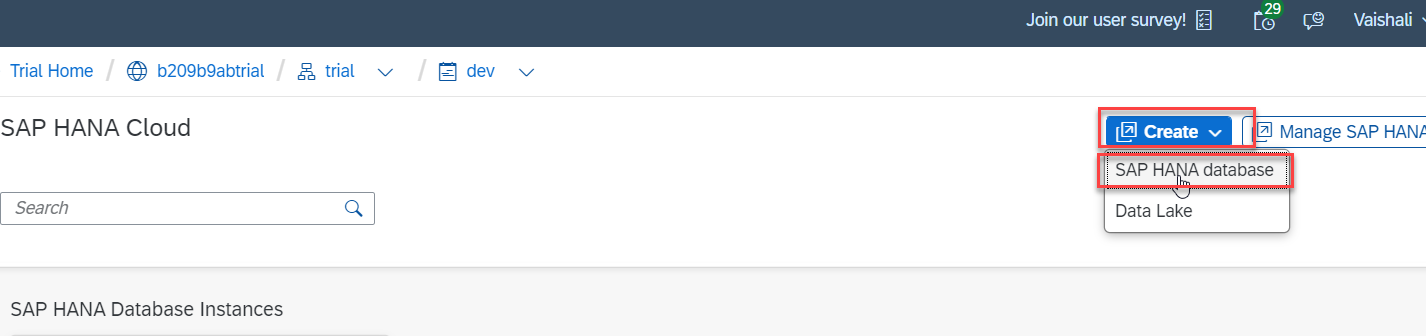 Join our user survey! 29 Vaishali
Trial Home / b209b9abtrial / trial / dev
SAP HANA Cloud Create Manage SAP HANA
SAP HANA database
Search
Data Lake
SAP HANA Database Instances